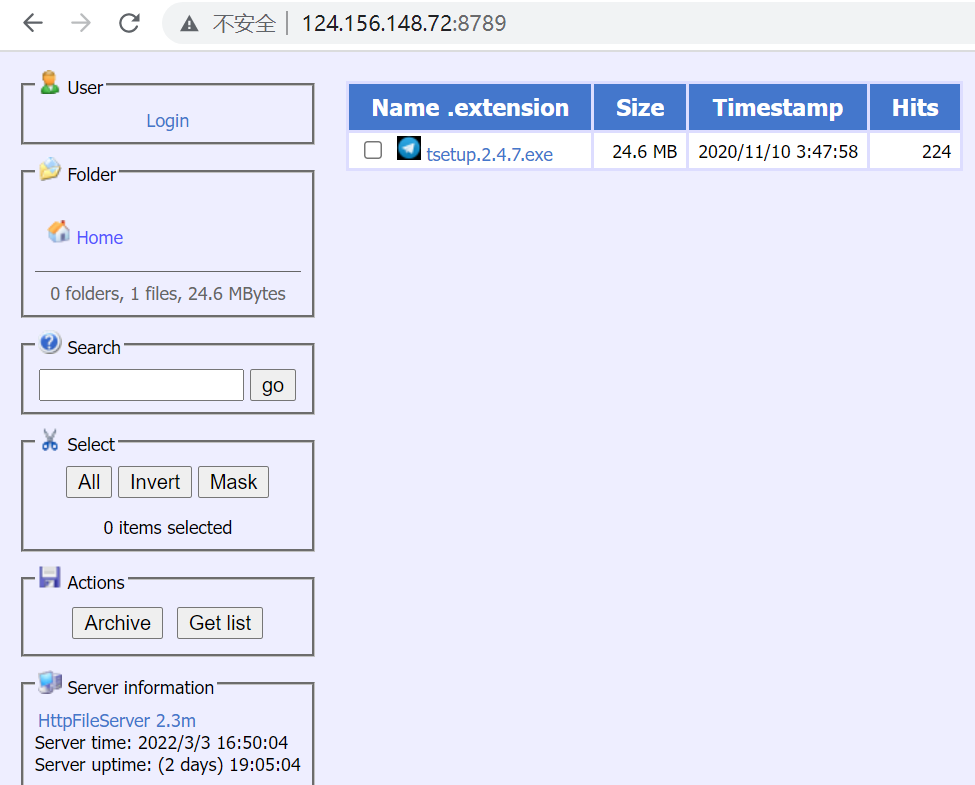 不安全 124.156.148.72:8789
User
Login
Folder
Home
0 folders, 1 files, 24.6 MBytes
Search
go
Select
All Invert Mask
0 items selected
Actions
Archive Get list
Server information
HttpFileServer 2.3m
Server time: 2022/3/3 16:50:04
Server uptime: (2 days) 19:05:04
Name .extension Size Timestamp Hits
tsetup.2.4.7.exe 24.6 MB 2020/11/10 3:47:58 224